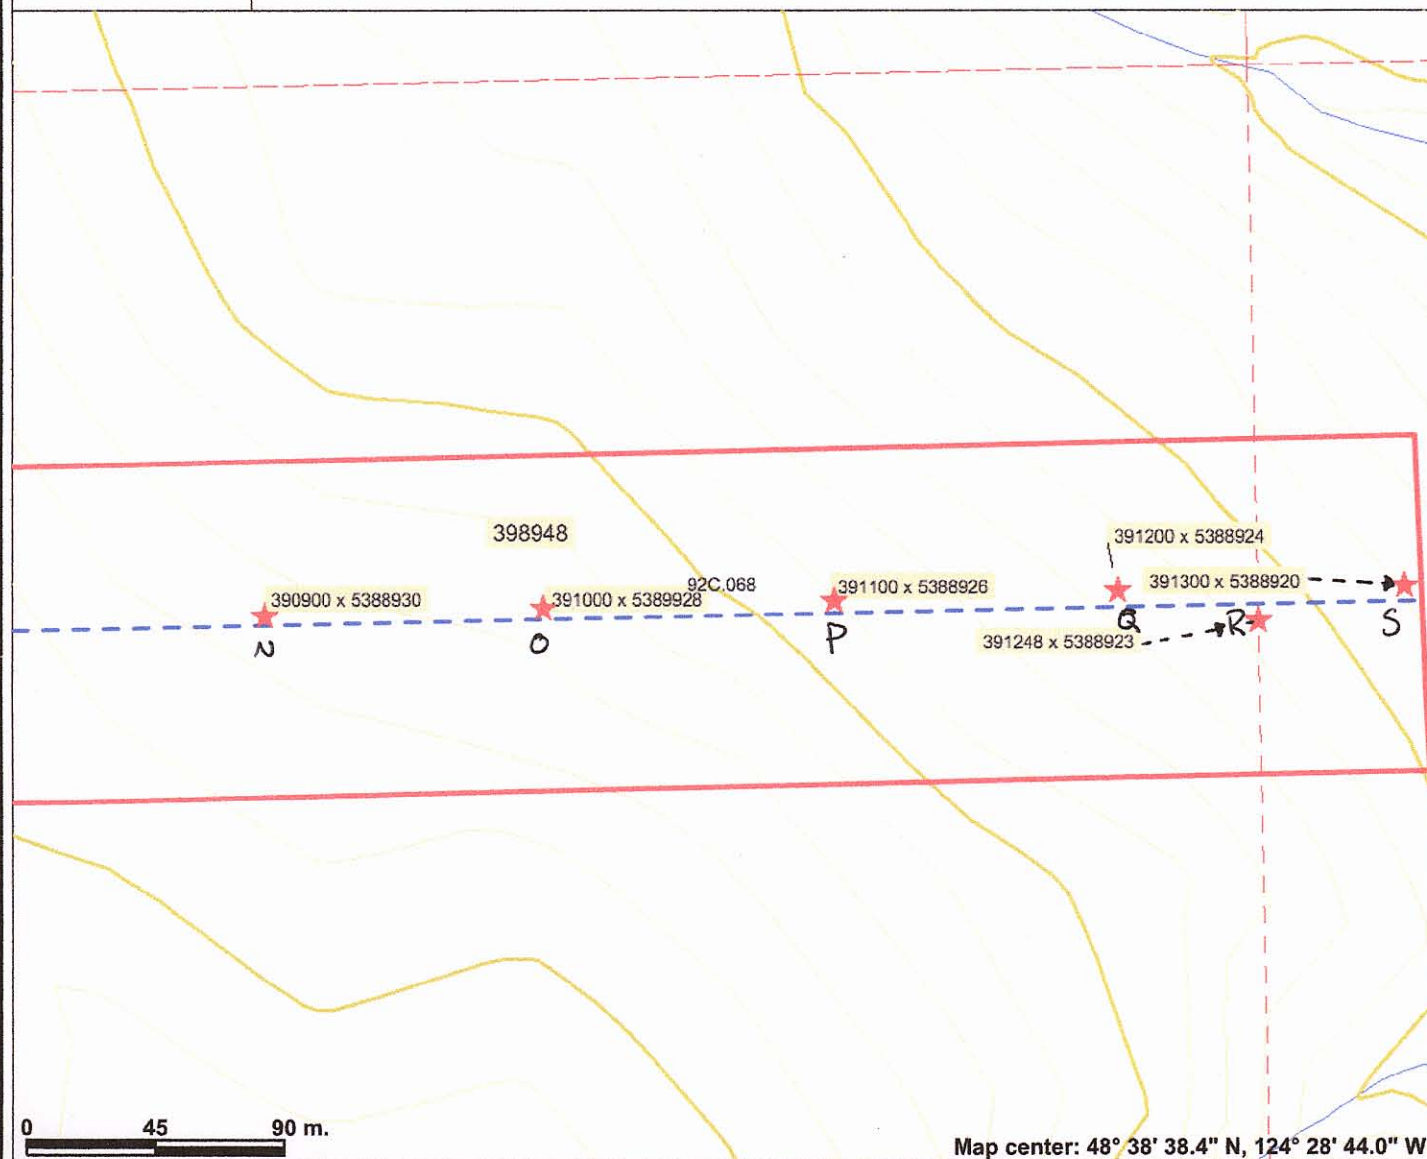 398948
391200 x 5388924
92C.068
391300 x 5388920
390900 x 5388930
391000 x 5389928
391100 x 5388926
N
O
P
Q
R
S
391248 x 5388923
0 45 90 m.
Map center: 48° 38' 38.4" N, 124° 28' 44.0" W